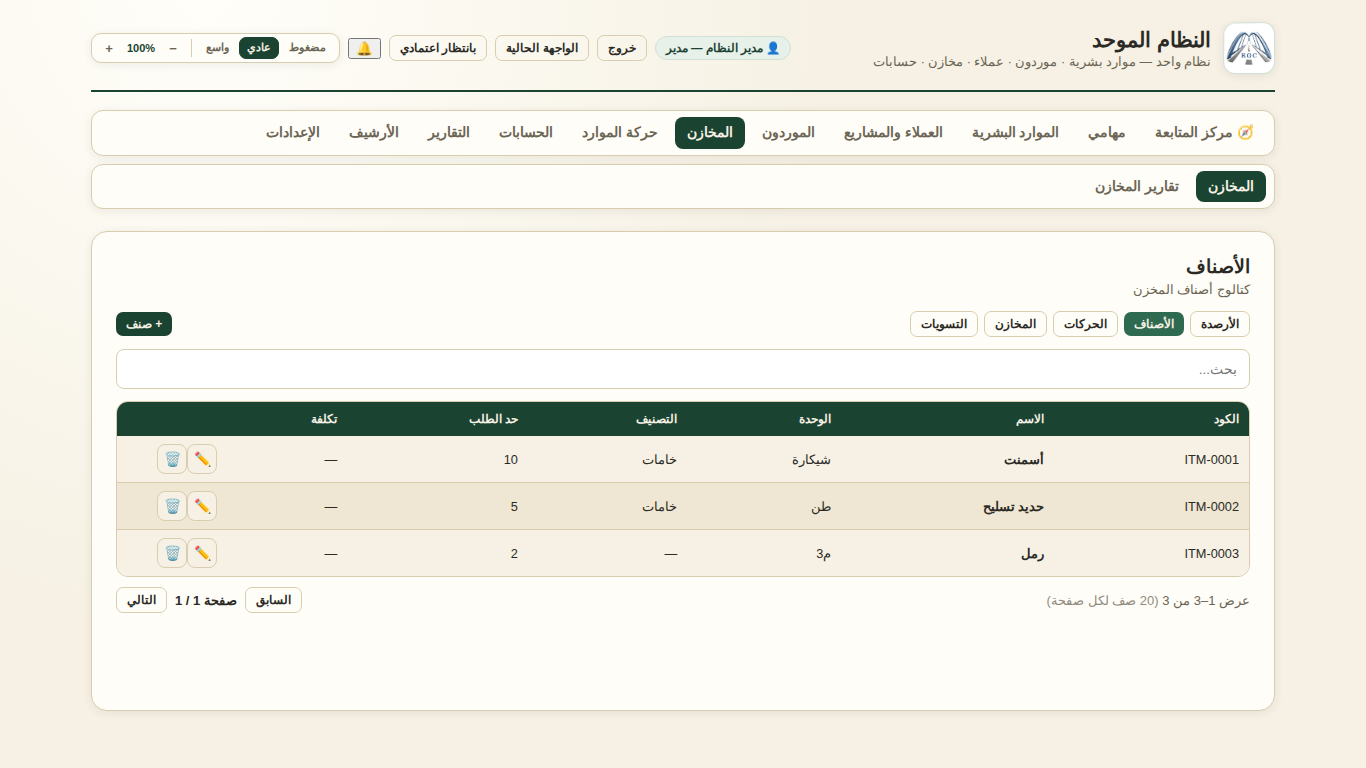 ROC
النظام الموحد
نظام واحد — موارد بشرية · موردون · عملاء · مخازن · حسابات
👤 مدير النظام — مدير
خروج
الواجهة الحالية
بانتظار اعتمادي
🔔
مضغوط عادي واسع − 100% +
🧭 مركز المتابعة مهامي الموارد البشرية العملاء والمشاريع الموردون المخازن حركة الموارد الحسابات التقارير الأرشيف الإعدادات
المخازن تقارير المخازن
الأصناف
كتالوج أصناف المخزن
الأرصدة الأصناف الحركات المخازن التسويات + صنف
بحث...
الكود الاسم الوحدة التصنيف حد الطلب تكلفة
ITM-0001 أسمنت شيكارة خامات 10 —
ITM-0002 حديد تسليح طن خامات 5 —
ITM-0003 رمل م3 — 2 —
عرض 1–3 من 3 (20 صف لكل صفحة) السابق صفحة 1 / 1 التالي